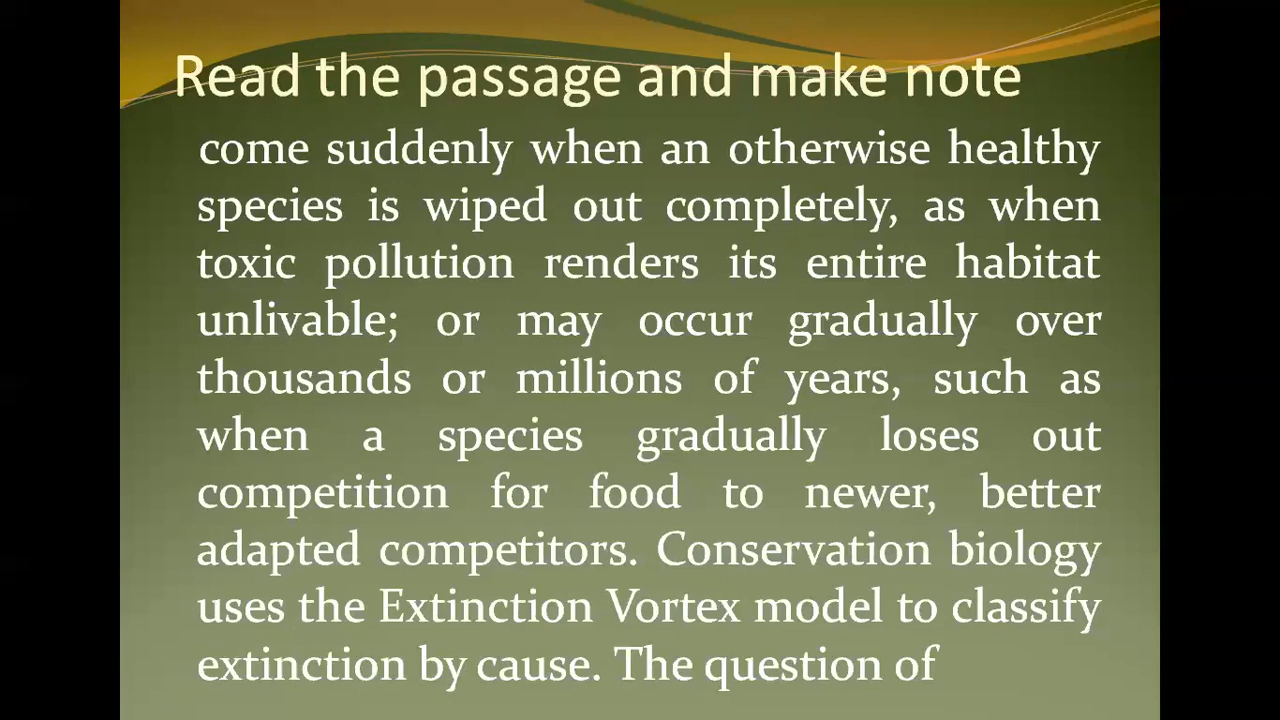 Read the passage and make note
come suddenly when an otherwise healthy
species is wiped out completely, as when
toxic pollution renders its entire habitat
unlivable; or may occur gradually over
thousands or millions of years, such as
when a species gradually loses out
competition for food to newer, better
adapted competitors. Conservation biology
uses the Extinction Vortex model to classify
extinction by cause. The question of